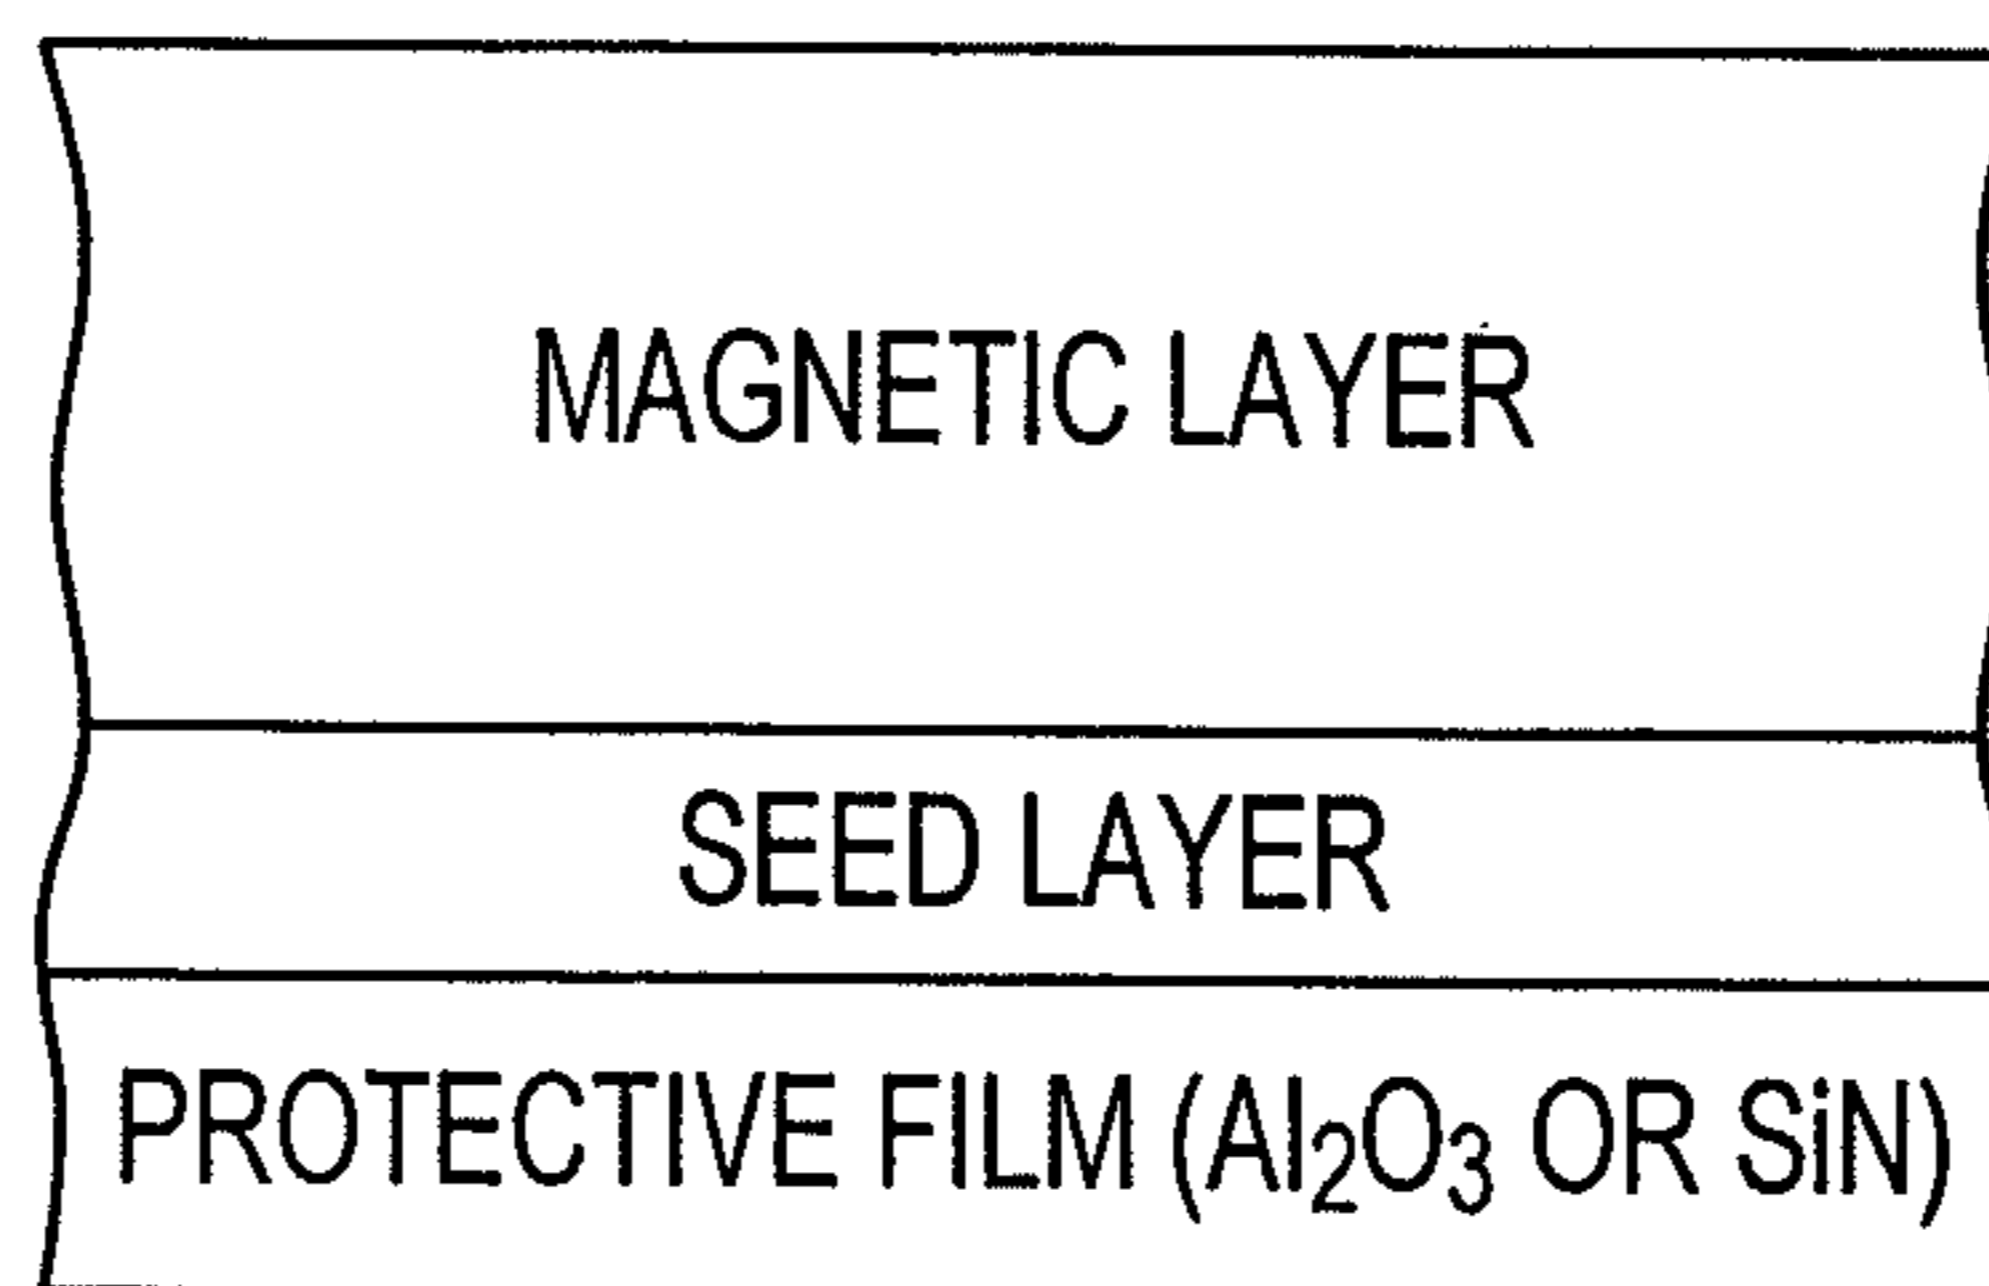 MAGNETIC LAYER
SEED LAYER
PROTECTIVE FILM (Al₂O₃ OR SiN)